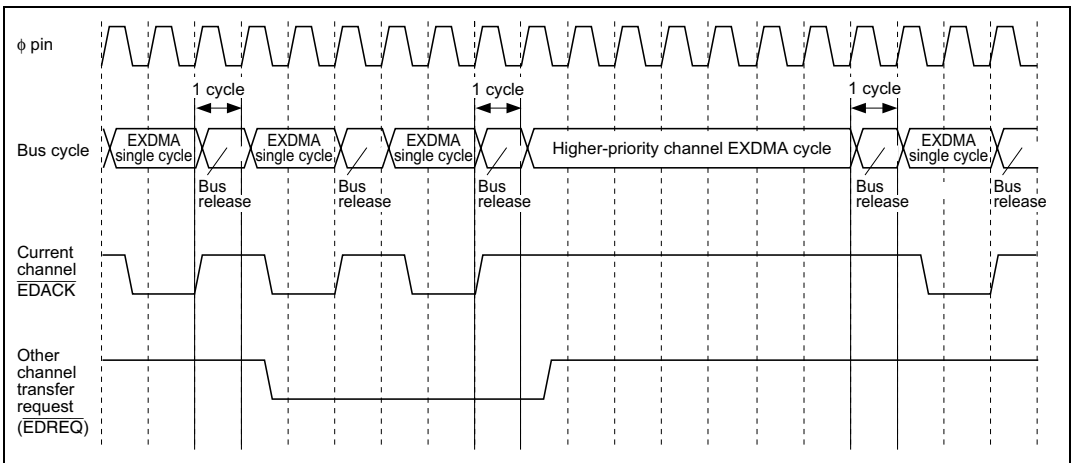 ϕ pin
1 cycle
1 cycle
1 cycle
Bus cycle
EXDMA
single cycle
EXDMA
single cycle
EXDMA
single cycle
Higher-priority channel EXDMA cycle
EXDMA
single cycle
Bus
release
Bus
release
Bus
release
Bus
release
Bus
release
Current
channel
EDACK
Other
channel
transfer
request
(EDREQ)